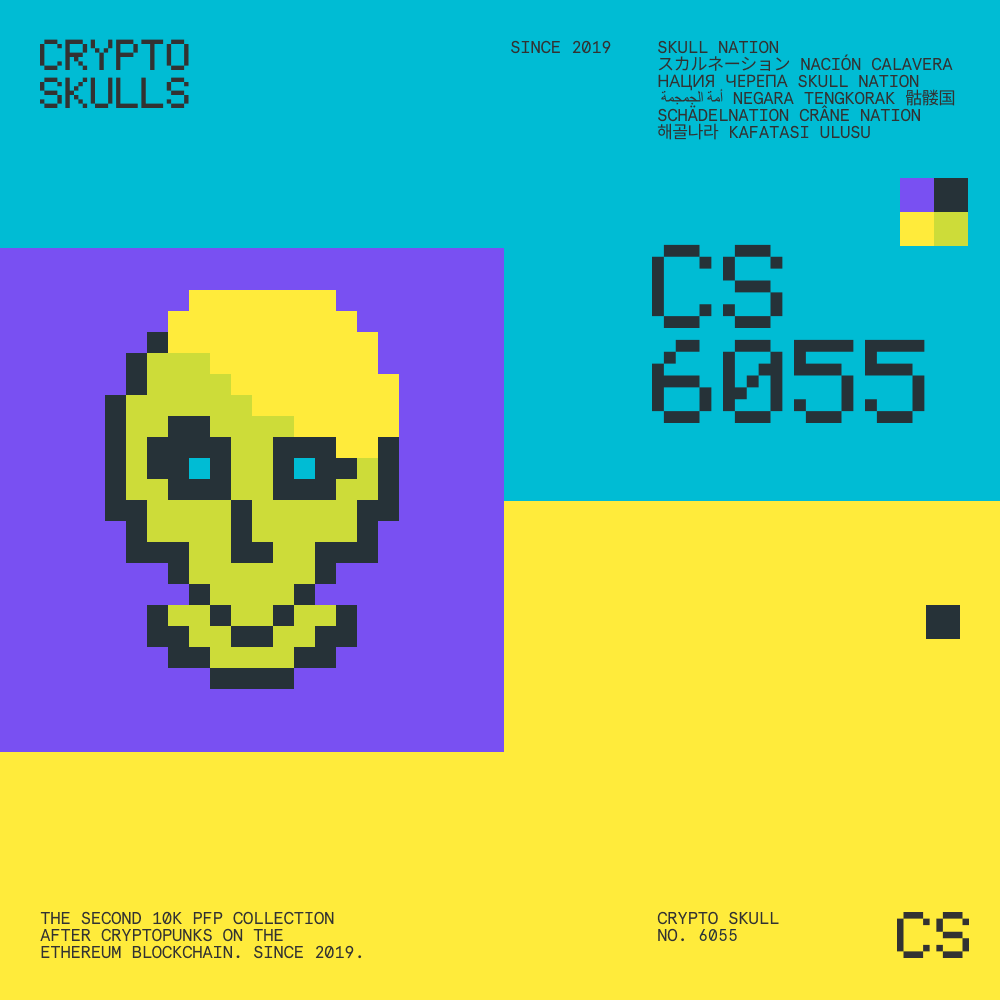 CRYPTO
SKULLS
SINCE 2019
SKULL NATION
スカルネーション NACIÓN CALAVERA
НАЦИЯ ЧЕРЕПА SKULL NATION
أمة الجمجمة NEGARA TENGKORAK 骷髅国
SCHÄDELNATION CRÂNE NATION
해골나라 KAFATASI ULUSU
CS
6055
THE SECOND 10K PFP COLLECTION
AFTER CRYPTOPUNKS ON THE
ETHEREUM BLOCKCHAIN. SINCE 2019.
CRYPTO SKULL
NO. 6055
CS